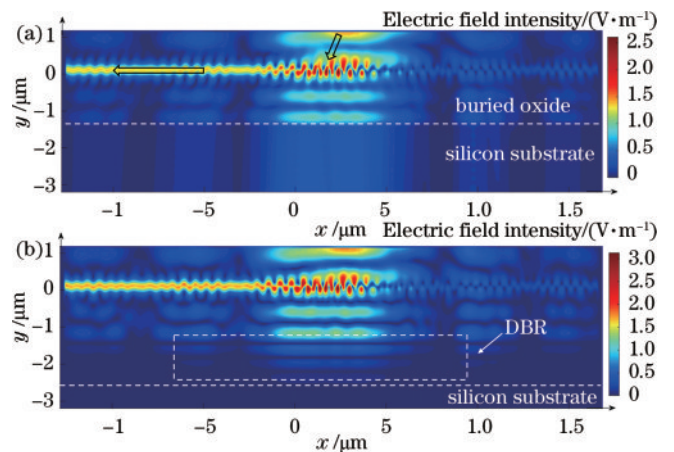 Electric field intensity/(V·m⁻¹)
(a)
1
0
−1
−2
−3
y /μm
buried oxide
silicon substrate
2.5
2.0
1.5
1.0
0.5
0
−1 −5 0 5 1 1.5
x /μm
Electric field intensity/(V·m⁻¹)
(b)
1
0
−1
−2
−3
y /μm
DBR
silicon substrate
3.0
2.5
2.0
1.5
1.0
0.5
0
−1 −5 0 5 1 1.5
x /μm